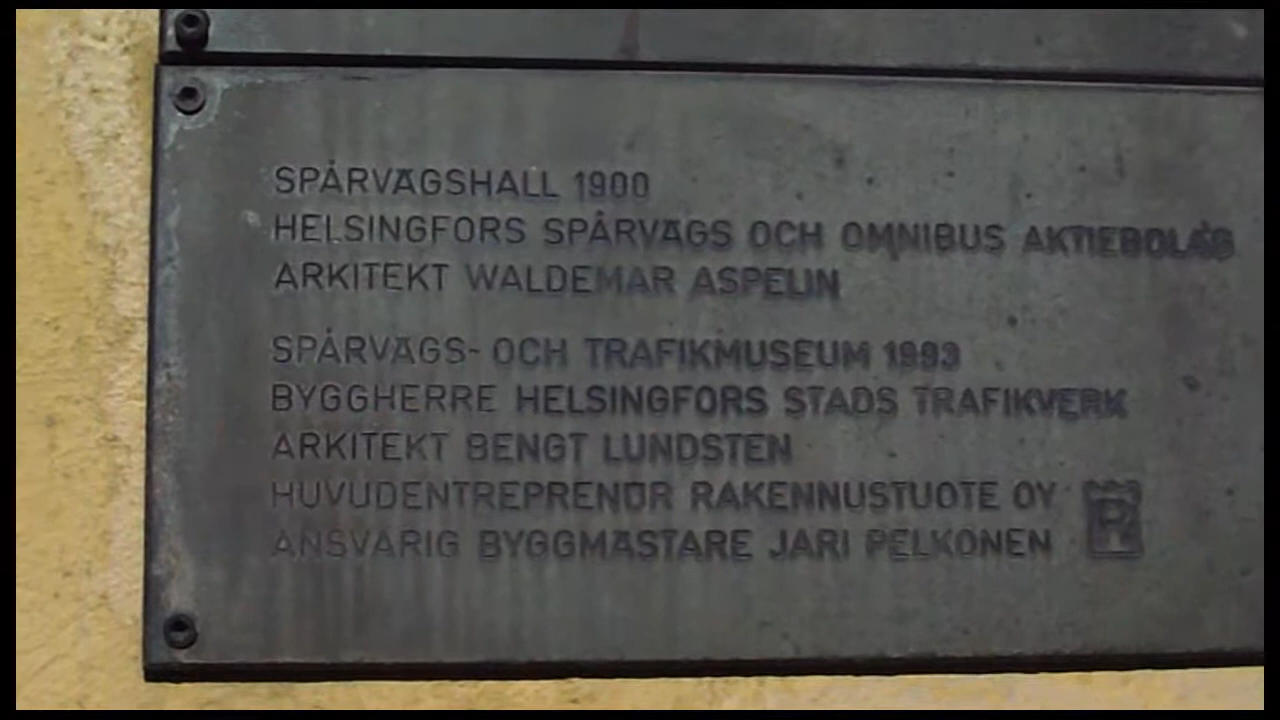 SPÅRVÄGSHALL 1900
HELSINGFORS SPÅRVÄGS OCH OMNIBUS AKTIEBOLAG
ARKITEKT WALDEMAR ASPELIN
SPÅRVÄGS- OCH TRAFIKMUSEUM 1993
BYGGHERRE HELSINGFORS STADS TRAFIKVERK
ARKITEKT BENGT LUNDSTEN
HUVUDENTREPRENÖR RAKENNUSTUOTE OY
ANSVARIG BYGGMÄSTARE JARI PELKONEN
R